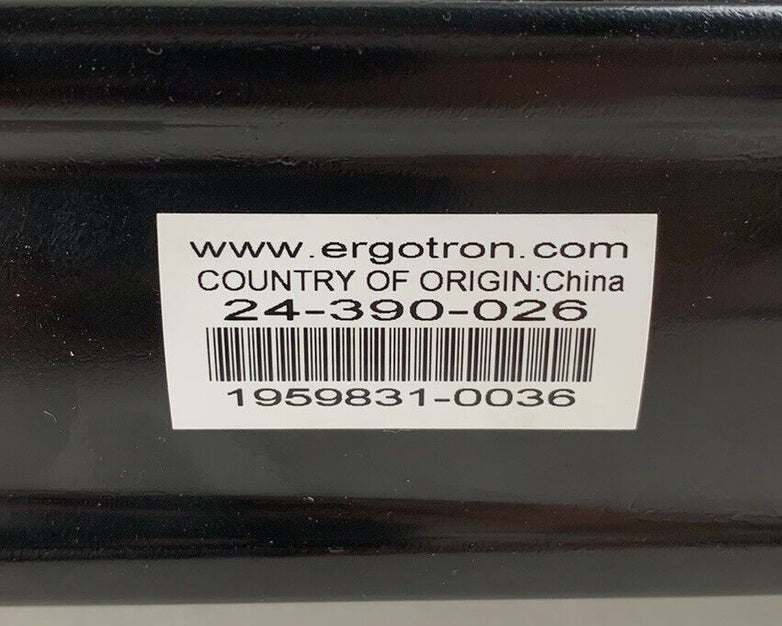 www.ergotron.com
COUNTRY OF ORIGIN:China
24-390-026
1959831-0036